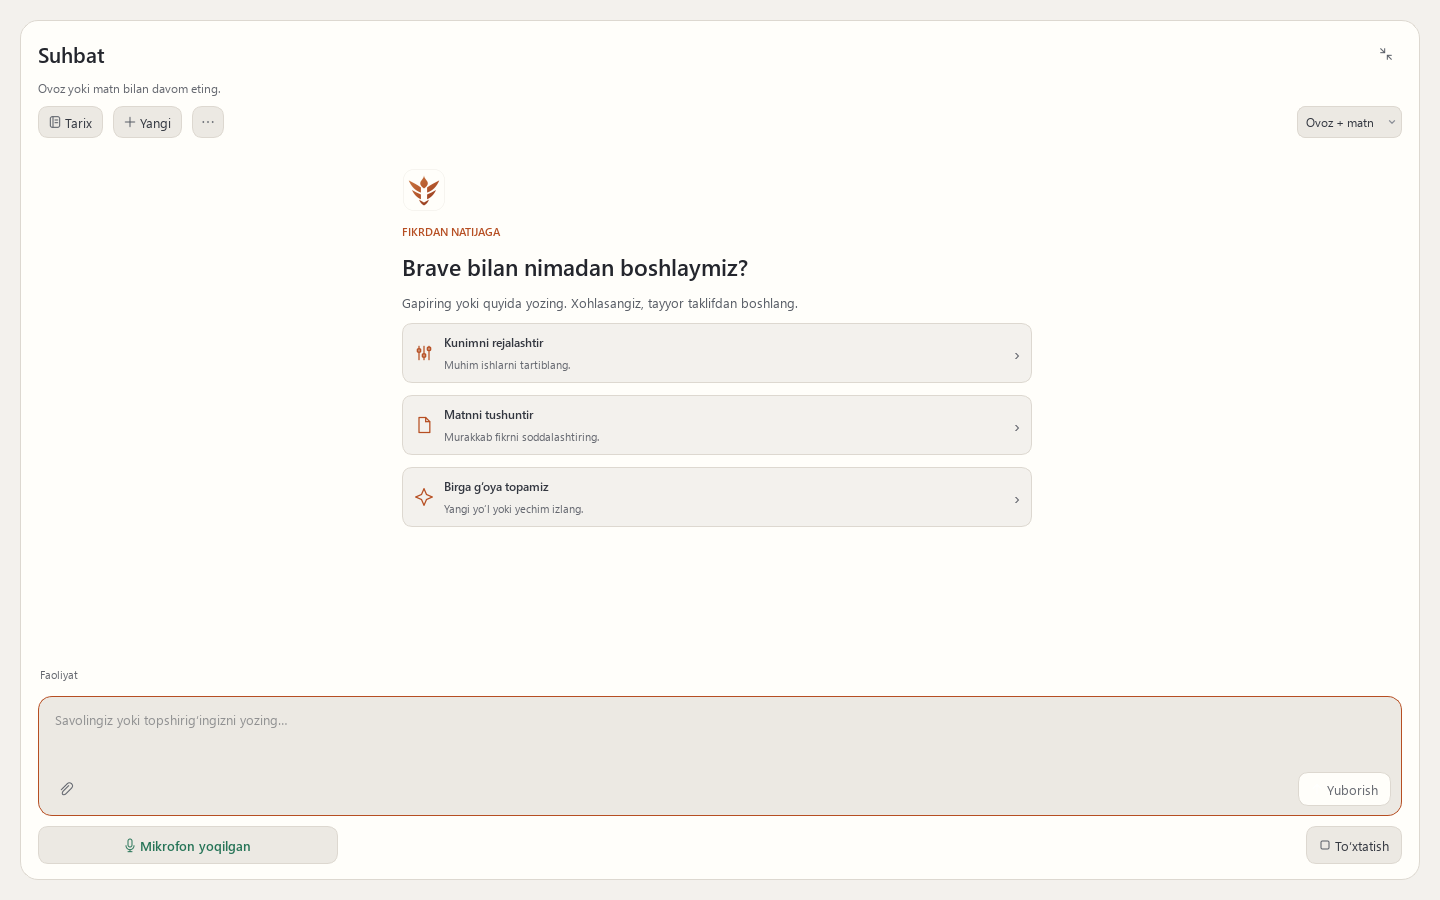 Suhbat
Ovoz yoki matn bilan davom eting.
Tarix
Yangi
Ovoz + matn
FIKRDAN NATIJAGA
Brave bilan nimadan boshlaymiz?
Gapiring yoki quyida yozing. Xohlasangiz, tayyor taklifdan boshlang.
Kunimni rejalashtir
Muhim ishlarni tartiblang.
Matnni tushuntir
Murakkab fikrni soddalashtiring.
Birga g‘oya topamiz
Yangi yo‘l yoki yechim izlang.
Faoliyat
Savolingiz yoki topshirig‘ingizni yozing…
Yuborish
Mikrofon yoqilgan
To‘xtatish